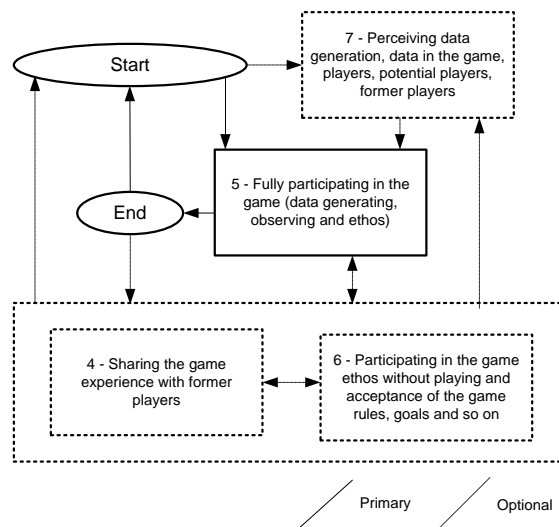 7 - Perceiving data
generation, data in the game,
players, potential players,
former players
Start
5 - Fully participating in the
game (data generating,
observing and ethos)
End
4 - Sharing the game
experience with former
players
6 - Participating in the game
ethos without playing and
acceptance of the game
rules, goals and so on
Primary
Optional